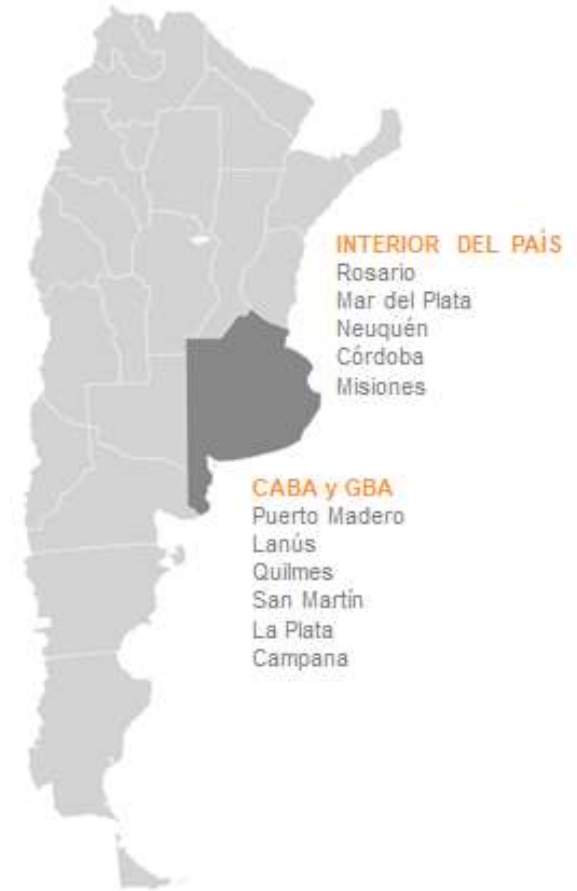 INTERIOR DEL PAÍS
Rosario
Mar del Plata
Neuquén
Córdoba
Misiones
CABA y GBA
Puerto Madero
Lanús
Quilmes
San Martín
La Plata
Campana